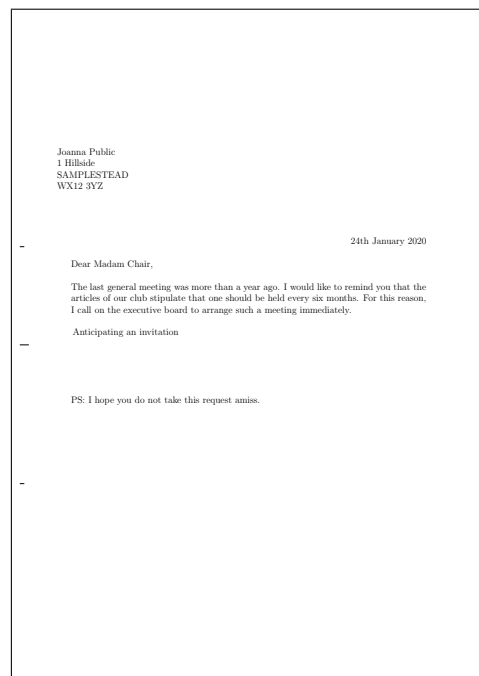 Joanna Public
1 Hillside
SAMPLESTEAD
WX12 3YZ
24th January 2020
Dear Madam Chair,
The last general meeting was more than a year ago. I would like to remind you that the
articles of our club stipulate that one should be held every six months. For this reason,
I call on the executive board to arrange such a meeting immediately.
Anticipating an invitation
PS: I hope you do not take this request amiss.